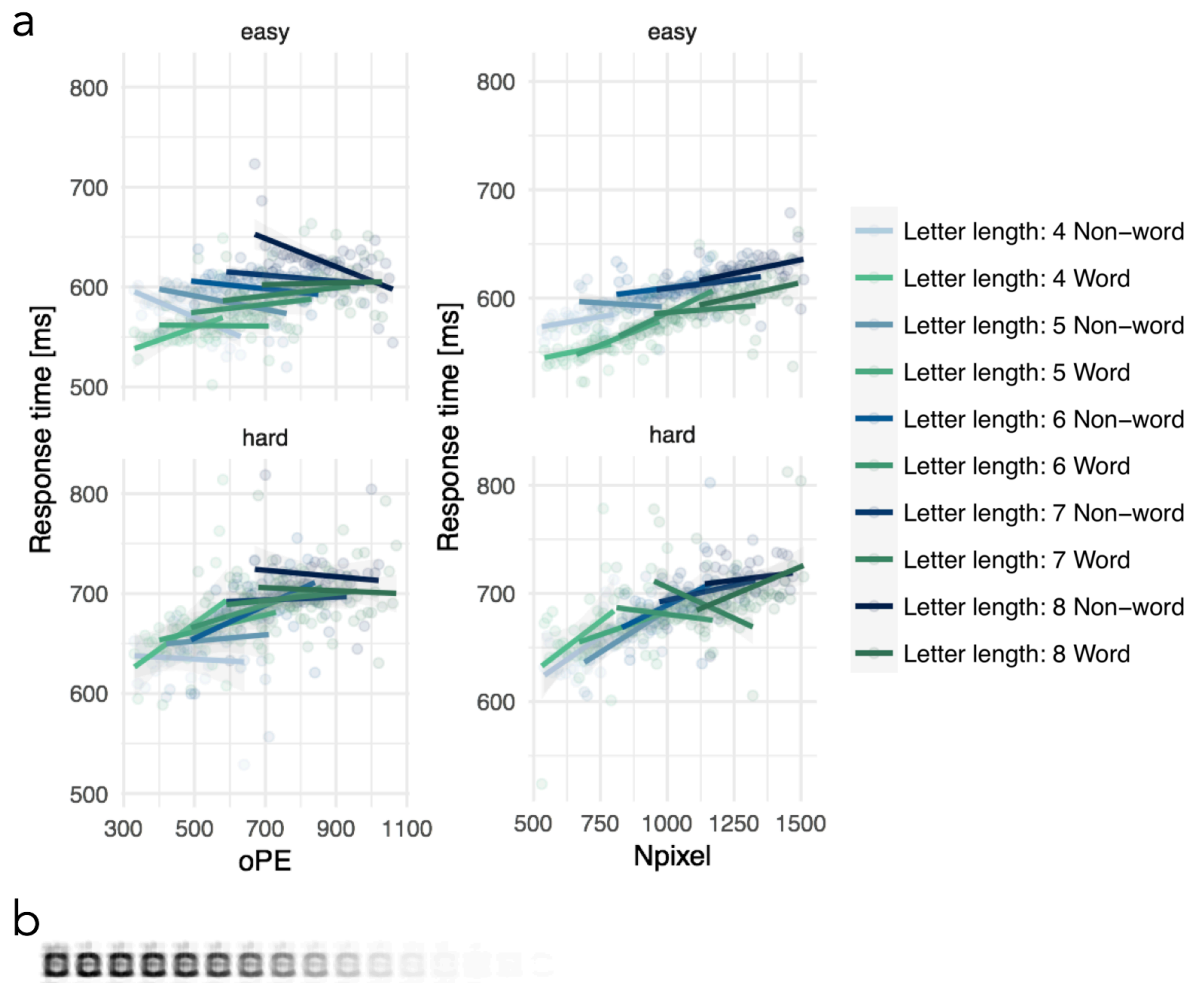 a
easy
easy
800
700
600
500
800
700
600
Response time [ms]
Response time [ms]
hard
hard
800
700
600
500
800
700
600
300 500 700 900 1100
500 750 1000 1250 1500
oPE
Npixel
Letter length: 4 Non−word
Letter length: 4 Word
Letter length: 5 Non−word
Letter length: 5 Word
Letter length: 6 Non−word
Letter length: 6 Word
Letter length: 7 Non−word
Letter length: 7 Word
Letter length: 8 Non−word
Letter length: 8 Word
b